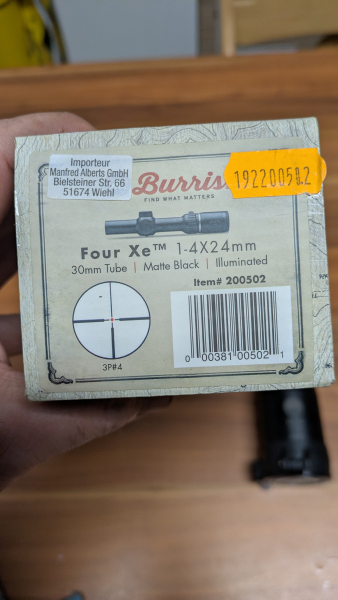 Importeur
Manfred Alberts GmbH
Bielsteiner Str. 66
51674 Wiehl
Burris
FIND WHAT MATTERS
Four Xe™ 1-4X24mm
30mm Tube | Matte Black | Illuminated
Item# 200502
3P#4
0 00381 00502 1